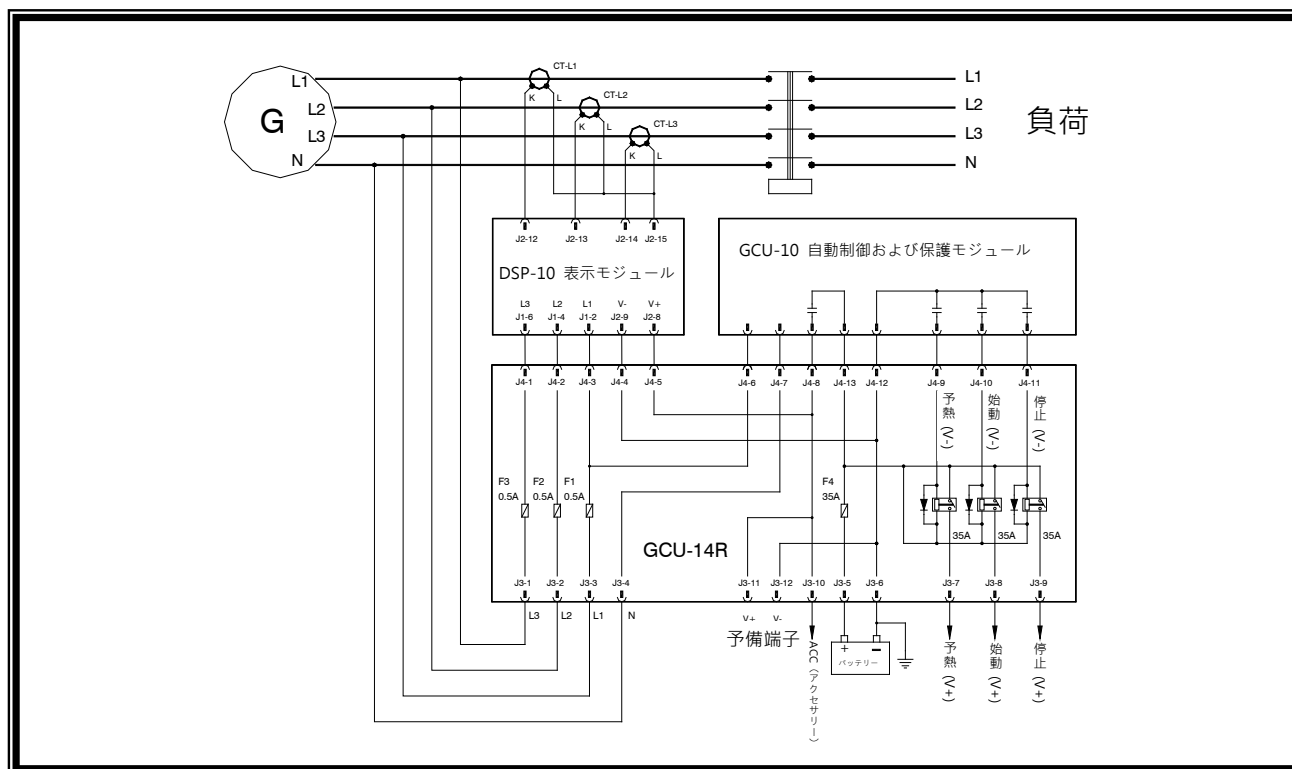 CT-L1
L1
L1
K
L
CT-L2
L2
L2
負荷
G
K
L
CT-L3
L3
L3
N
K
L
N
J2-12
J2-13
J2-14
J2-15
GCU-10 自動制御および保護モジュール
DSP-10 表示モジュール
L3
L2
L1
V-
V+
J1-6
J1-4
J1-2
J2-9
J2-8
J4-1
J4-2
J4-3
J4-4
J4-5
J4-6
J4-7
J4-8
J4-13
J4-12
J4-9
J4-10
J4-11
予熱 (V-)
始動 (V-)
停止 (V-)
F3
0.5A
F2
0.5A
F1
0.5A
F4
35A
35A
35A
35A
GCU-14R
J3-1
J3-2
J3-3
J3-4
J3-11
J3-12
J3-10
J3-5
J3-6
J3-7
J3-8
J3-9
L3
L2
L1
N
V+
V-
予備端子
ACC (アクセサリー)
+
−
バッテリー
予熱 (V+)
始動 (V+)
停止 (V+)